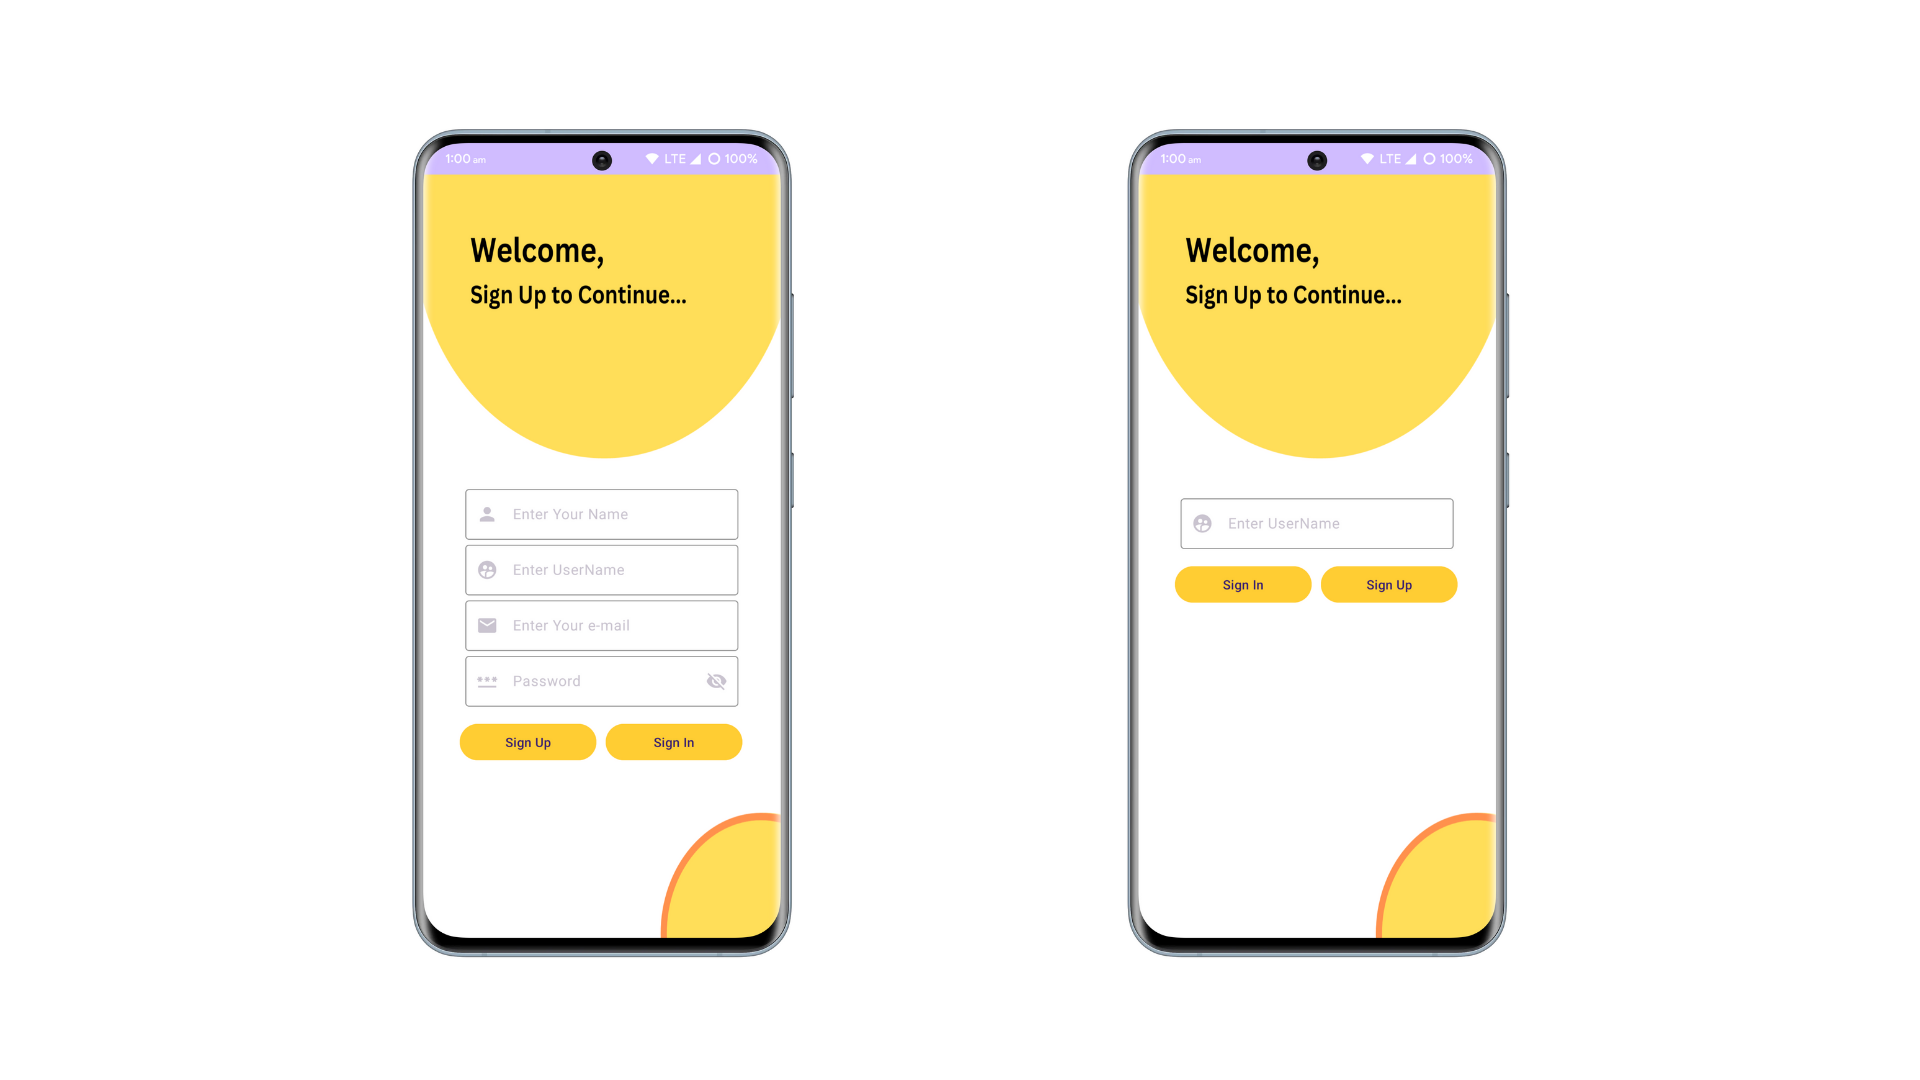 1:00 am LTE 100%
Welcome,
Sign Up to Continue...
Enter Your Name
Enter UserName
Enter Your e-mail
*** Password
Sign Up Sign In
1:00 am LTE 100%
Welcome,
Sign Up to Continue...
Enter UserName
Sign In Sign Up